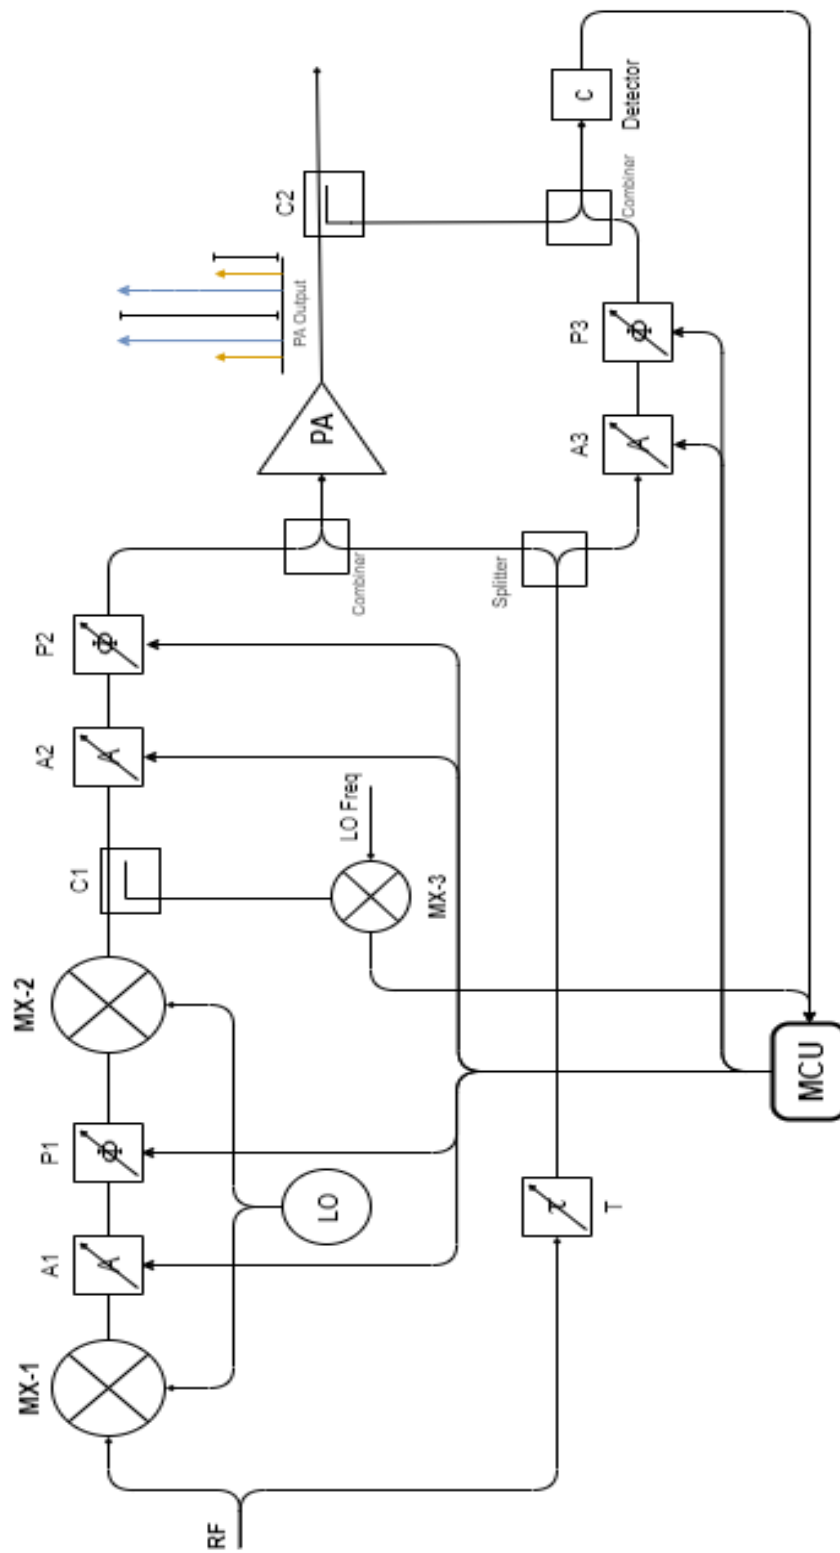 RF
MX-1
A1
A
P1
Φ
MX-2
C1
A2
A
P2
Φ
LO
MX-3
LO Freq
Combiner
PA
PA Output
C2
T
τ
Splitter
A3
A
P3
Φ
Combiner
C
Detector
MCU